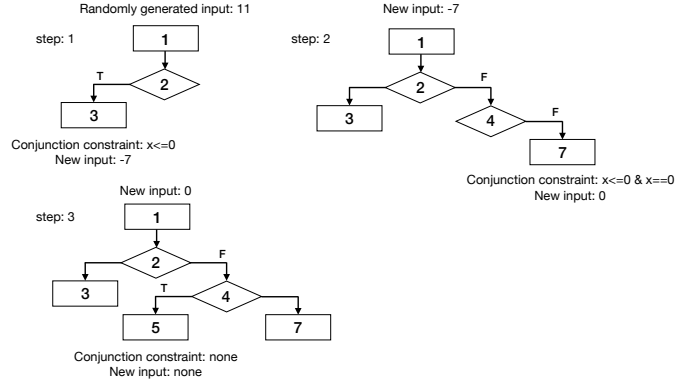 Randomly generated input: 11
step: 1
1
T
2
3
Conjunction constraint: x<=0
New input: -7
New input: -7
step: 2
1
2
F
3
4
F
7
Conjunction constraint: x<=0 & x==0
New input: 0
New input: 0
step: 3
1
2
F
3
T
4
5
7
Conjunction constraint: none
New input: none